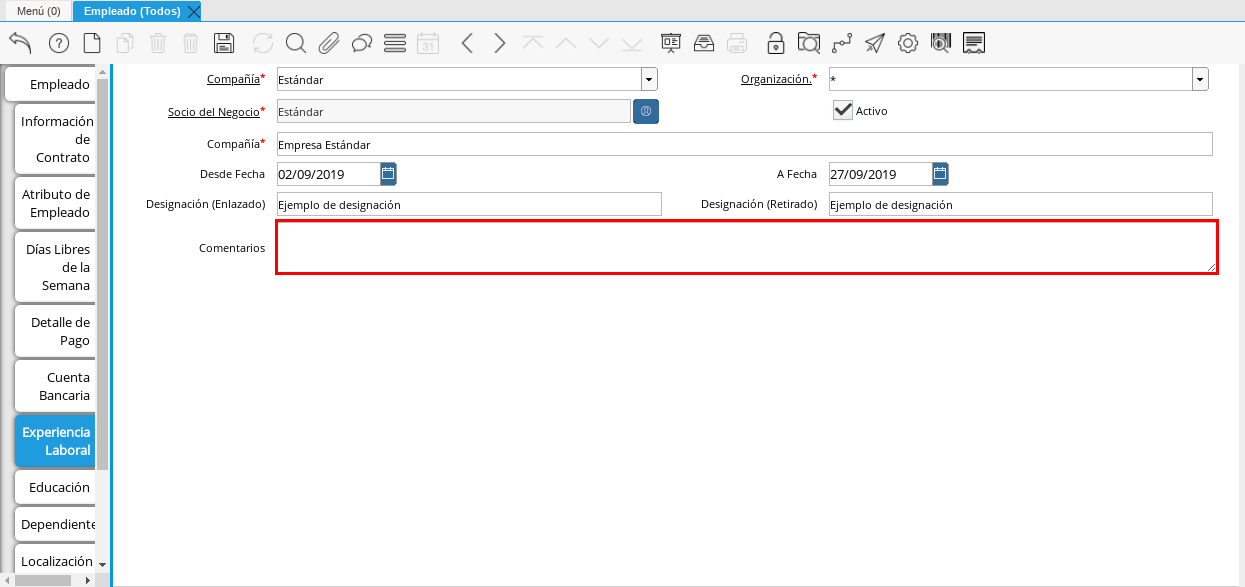 Menú (0)
Empleado (Todos)
31
Empleado
Información
de
Contrato
Atributo de
Empleado
Días Libres
de la
Semana
Detalle de
Pago
Cuenta
Bancaria
Experiencia
Laboral
Educación
Dependiente
Localización
Compañía* Estándar Organización.* *
Socio del Negocio* Estándar Activo
Compañía* Empresa Estándar
Desde Fecha 02/09/2019 A Fecha 27/09/2019
Designación (Enlazado) Ejemplo de designación Designación (Retirado) Ejemplo de designación
Comentarios